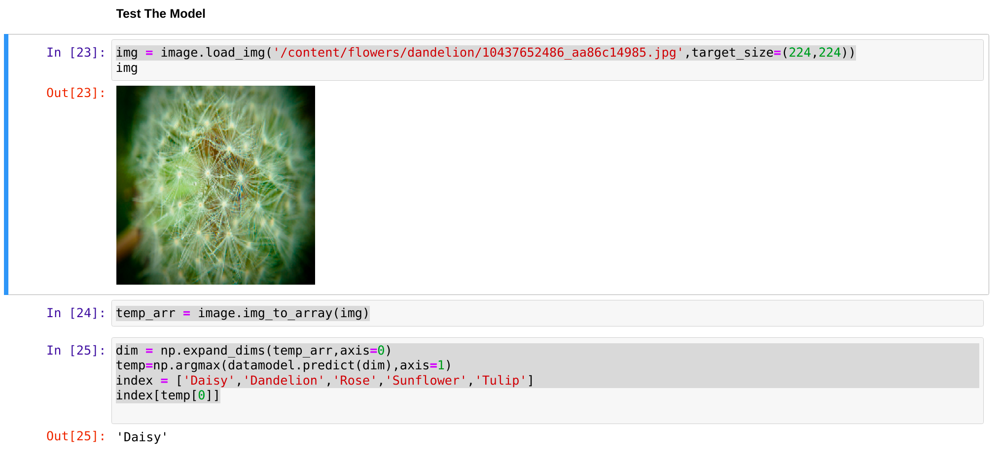 Test The Model
In [23]: img = image.load_img('/content/flowers/dandelion/10437652486_aa86c14985.jpg',target_size=(224,224))
img
Out[23]:
In [24]: temp_arr = image.img_to_array(img)
In [25]: dim = np.expand_dims(temp_arr,axis=0)
temp=np.argmax(datamodel.predict(dim),axis=1)
index = ['Daisy','Dandelion','Rose','Sunflower','Tulip']
index[temp[0]]
Out[25]: 'Daisy'